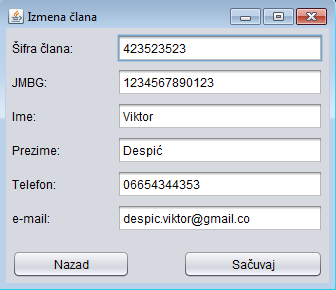 Izmena člana
Šifra člana: 423523523
JMBG: 1234567890123
Ime: Viktor
Prezime: Despić
Telefon: 06654344353
e-mail: despic.viktor@gmail.co
Nazad Sačuvaj